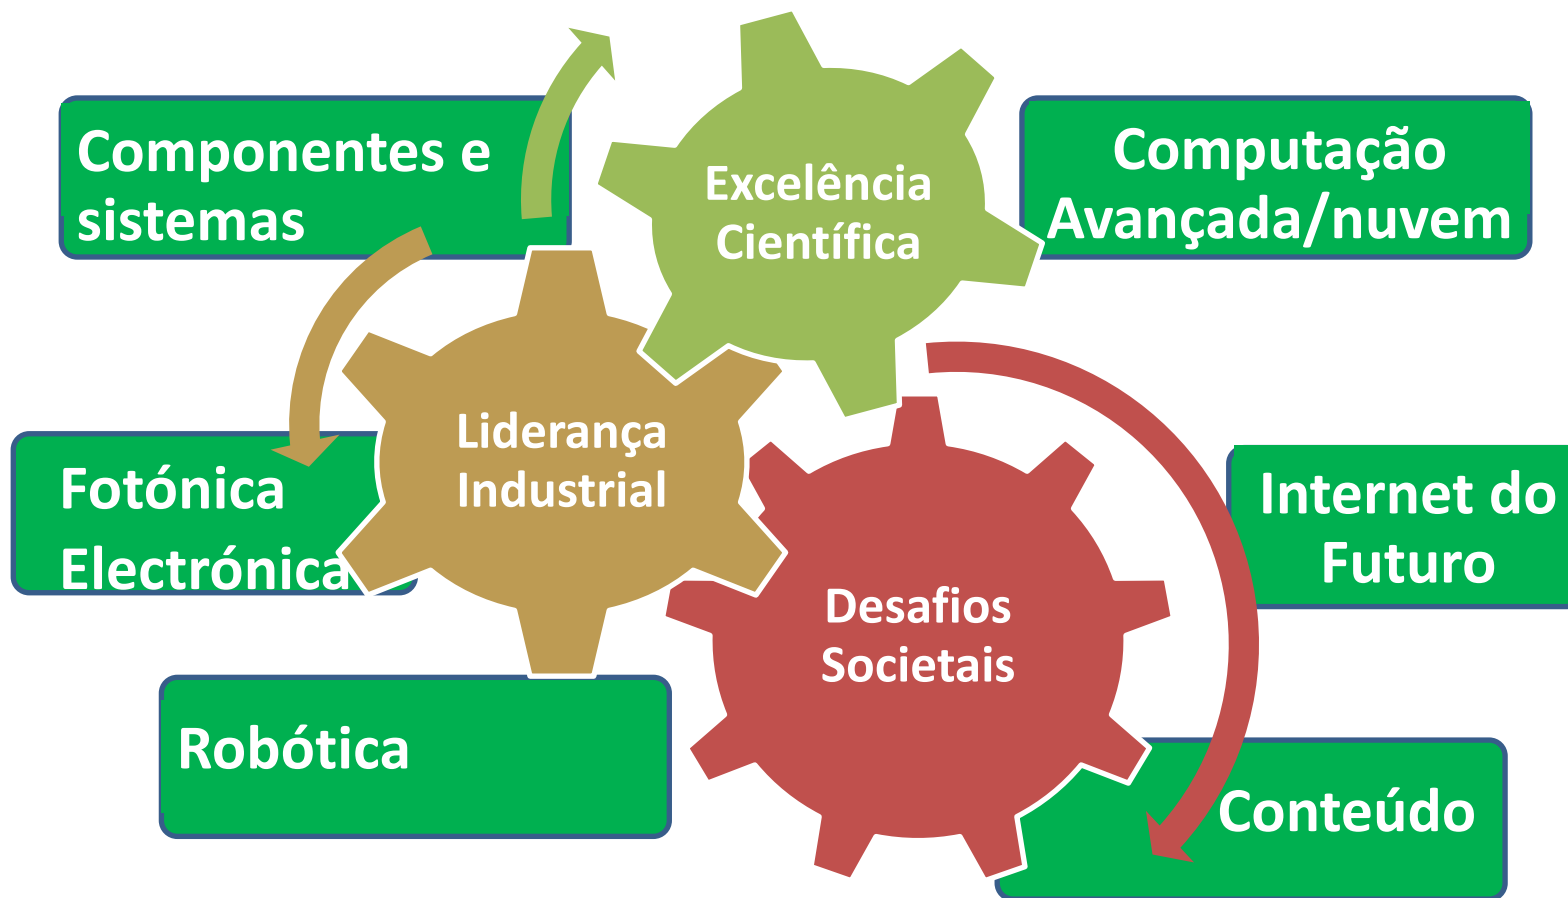 Componentes e
sistemas
Excelência
Científica
Computação
Avançada/nuvem
Liderança
Industrial
Fotónica
Electrónica
Internet do
Futuro
Desafios
Societais
Robótica
Conteúdo